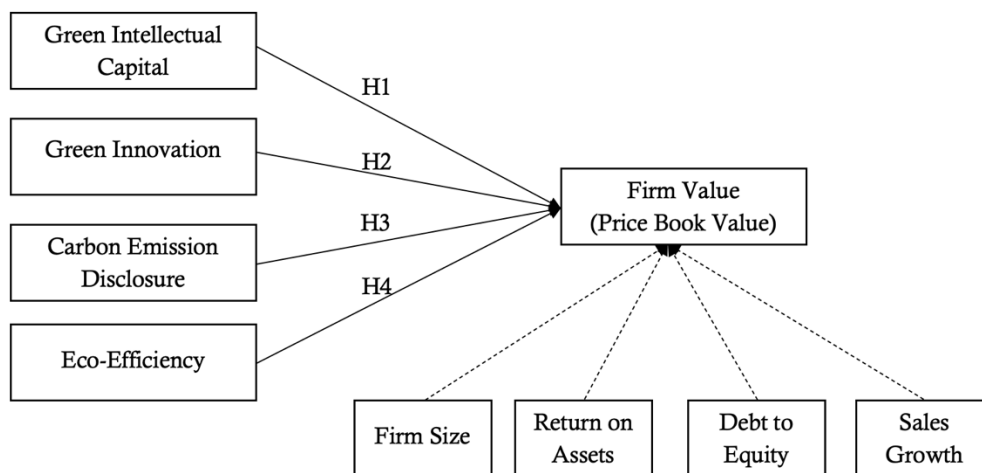 Green Intellectual
Capital
H1
Green Innovation
H2
Firm Value
(Price Book Value)
Carbon Emission
Disclosure
H3
H4
Eco-Efficiency
Firm Size
Return on
Assets
Debt to
Equity
Sales
Growth